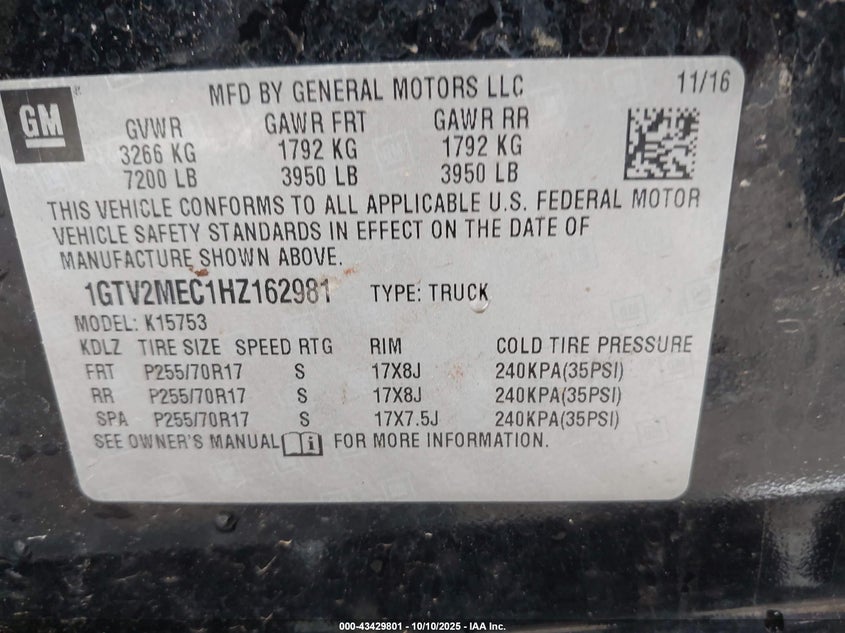 MFD BY GENERAL MOTORS LLC 11/16
GM
GVWR GAWR FRT GAWR RR
3266 KG 1792 KG 1792 KG
7200 LB 3950 LB 3950 LB
THIS VEHICLE CONFORMS TO ALL APPLICABLE U.S. FEDERAL MOTOR
VEHICLE SAFETY STANDARDS IN EFFECT ON THE DATE OF
MANUFACTURE SHOWN ABOVE.
1GTV2MEC1HZ162981 TYPE: TRUCK
MODEL: K15753
KDLZ TIRE SIZE SPEED RTG RIM COLD TIRE PRESSURE
FRT P255/70R17 S 17X8J 240KPA(35PSI)
RR P255/70R17 S 17X8J 240KPA(35PSI)
SPA P255/70R17 S 17X7.5J 240KPA(35PSI)
SEE OWNER'S MANUAL FOR MORE INFORMATION.
000-43429801 - 10/10/2025 - IAA Inc.